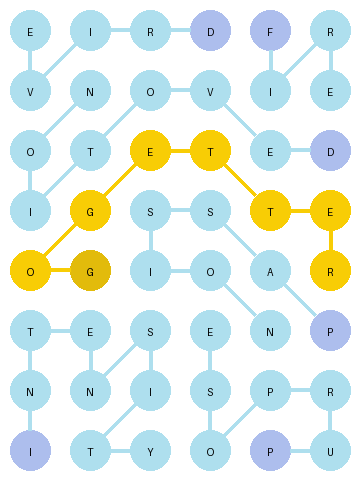 E I R D F R
V N O V I E
O T E T E D
I G S S T E
O G I O A R
T E S E N P
N N I S P R
I T Y O P U